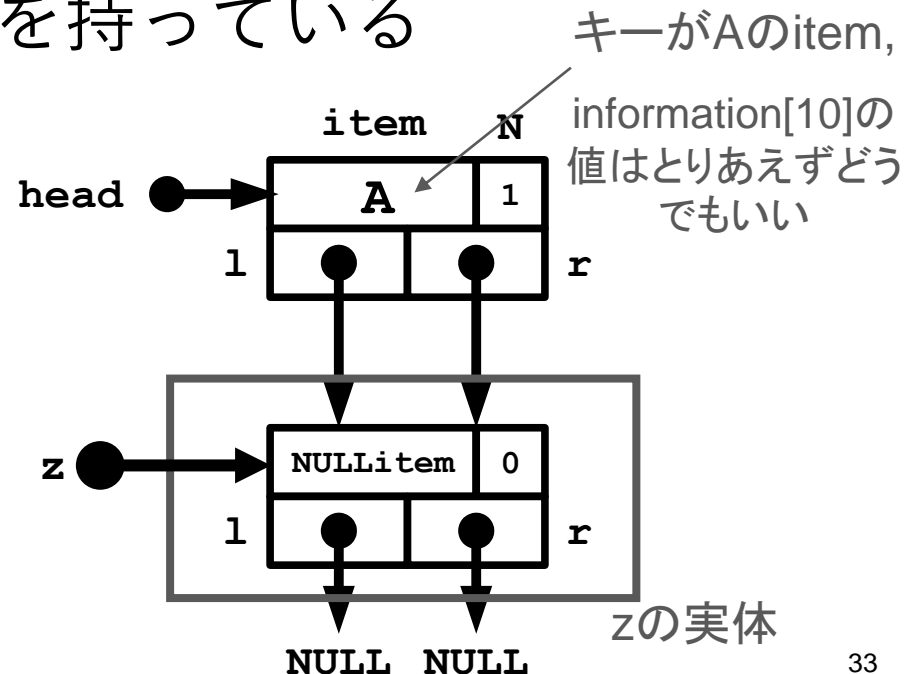 を持っている
キーがAのitem,
information[10]の
値はとりあえずどう
でもいい
item N
head A 1
l r
z NULLitem 0
l r
zの実体
NULL NULL
33